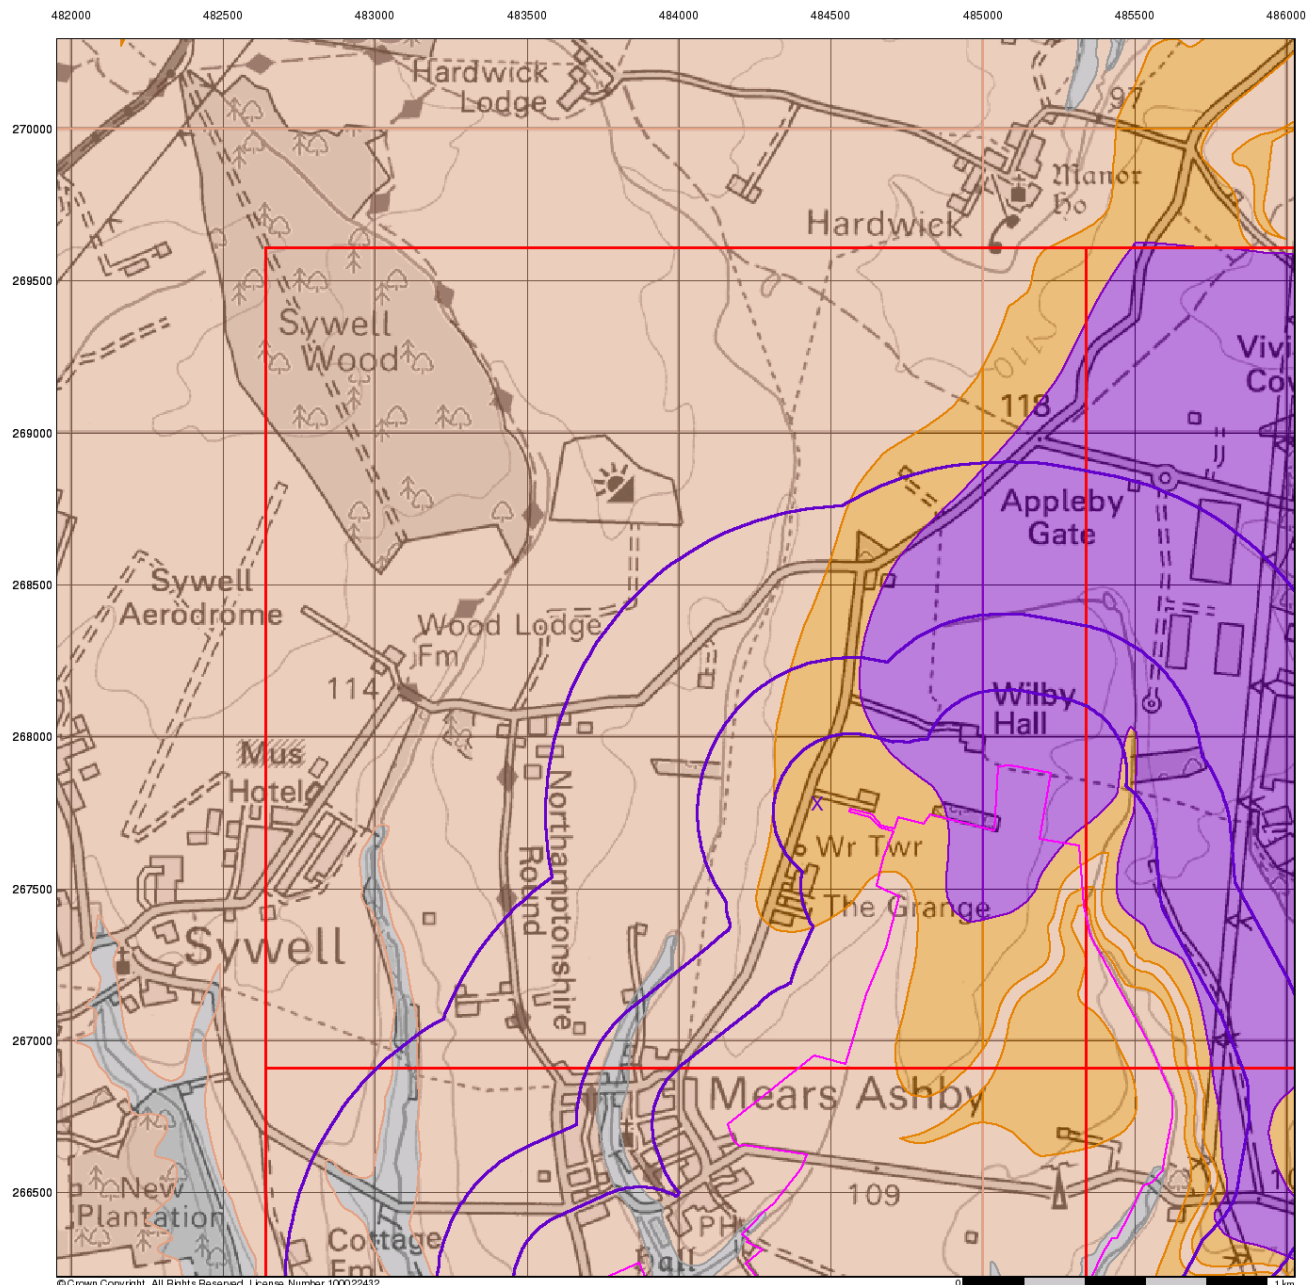 482000 482500 483000 483500 484000 484500 485000 485500 486000
270000
269500
269000
268500
268000
267500
267000
266500
Hardwick
Lodge
97
Manor
Ho
Hardwick
Sywell
Wood
110
118
Appleby
Gate
Sywell
Aerodrome
Wood Lodge
Fm
114
Wilby
Hall
Mus
Hotel
Northamptonshire
Round
X
Wr Twr
The Grange
Sywell
Mears Ashby
109
New
Plantation
Cottage
Fm
PH
Hall
© Crown Copyright. All Rights Reserved. License Number 100022432
0 1 km